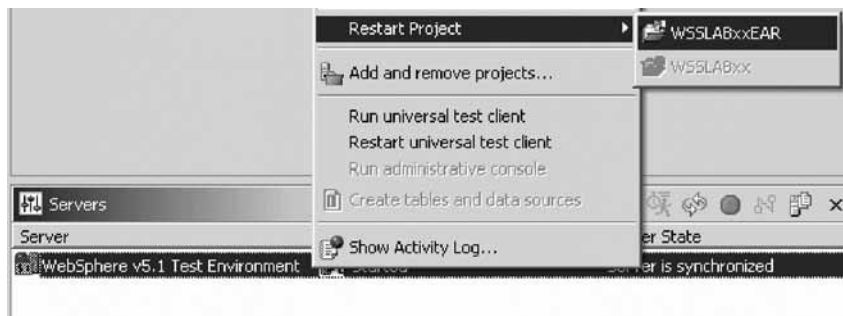 Restart Project
WSSLABxxEAR
WSSLABxx
Add and remove projects...
Run universal test client
Restart universal test client
Run administrative console
Create tables and data sources
Show Activity Log...
Servers
Server
er State
WebSphere v5.1 Test Environment
Started
Server is synchronized